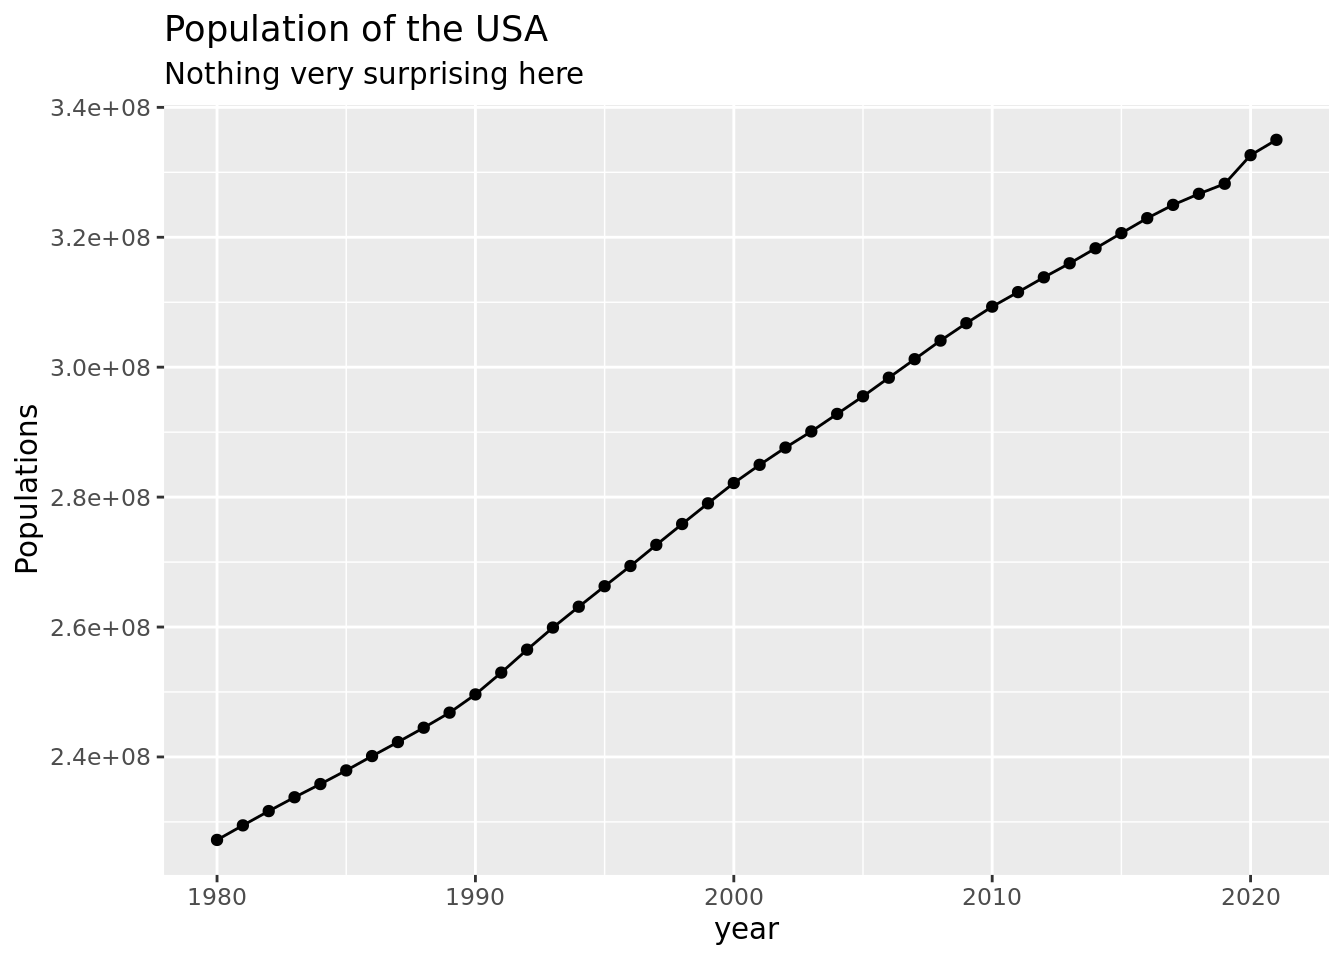 Population of the USA
Nothing very surprising here
3.4e+08
3.2e+08
3.0e+08
2.8e+08
2.6e+08
2.4e+08
Populations
1980 1990 2000 2010 2020
year